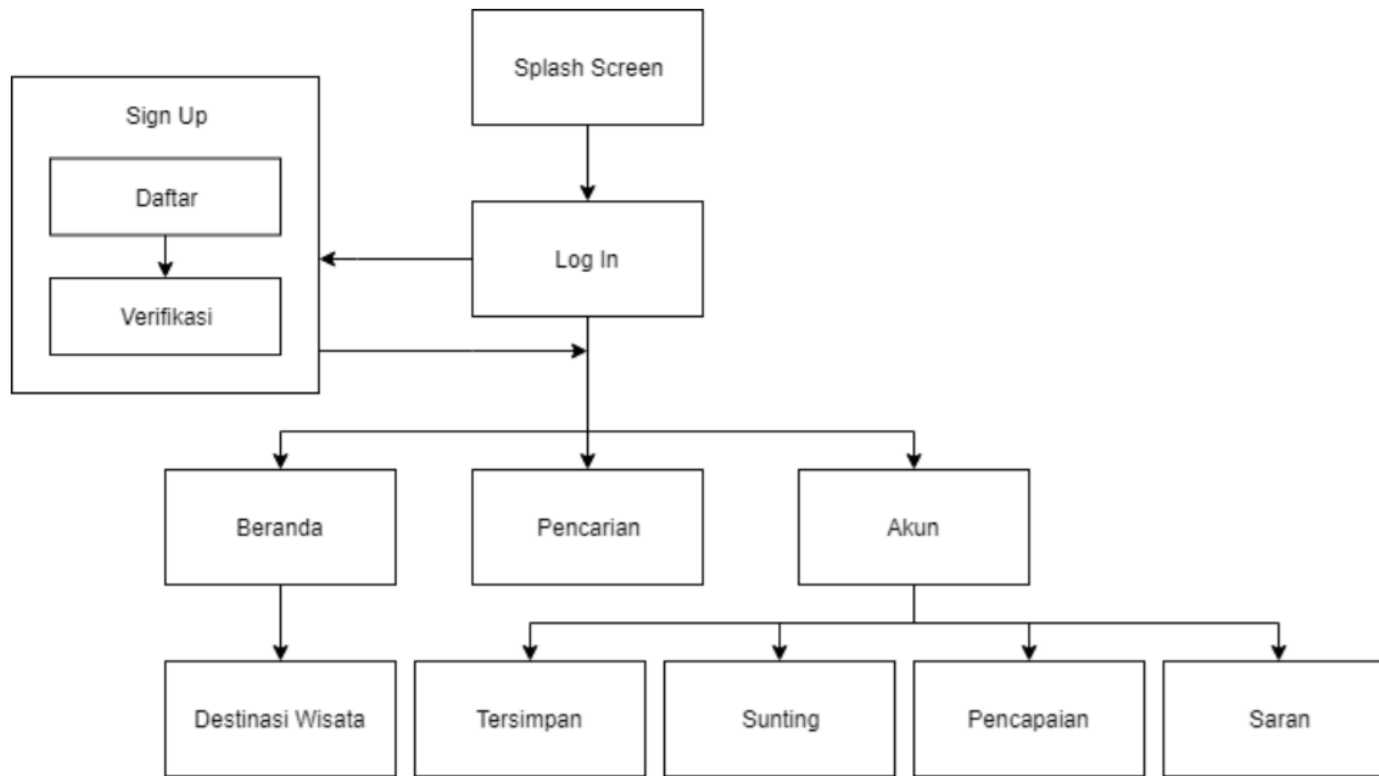 Splash Screen
Sign Up
Daftar
Log In
Verifikasi
Beranda
Pencarian
Akun
Destinasi Wisata
Tersimpan
Sunting
Pencapaian
Saran